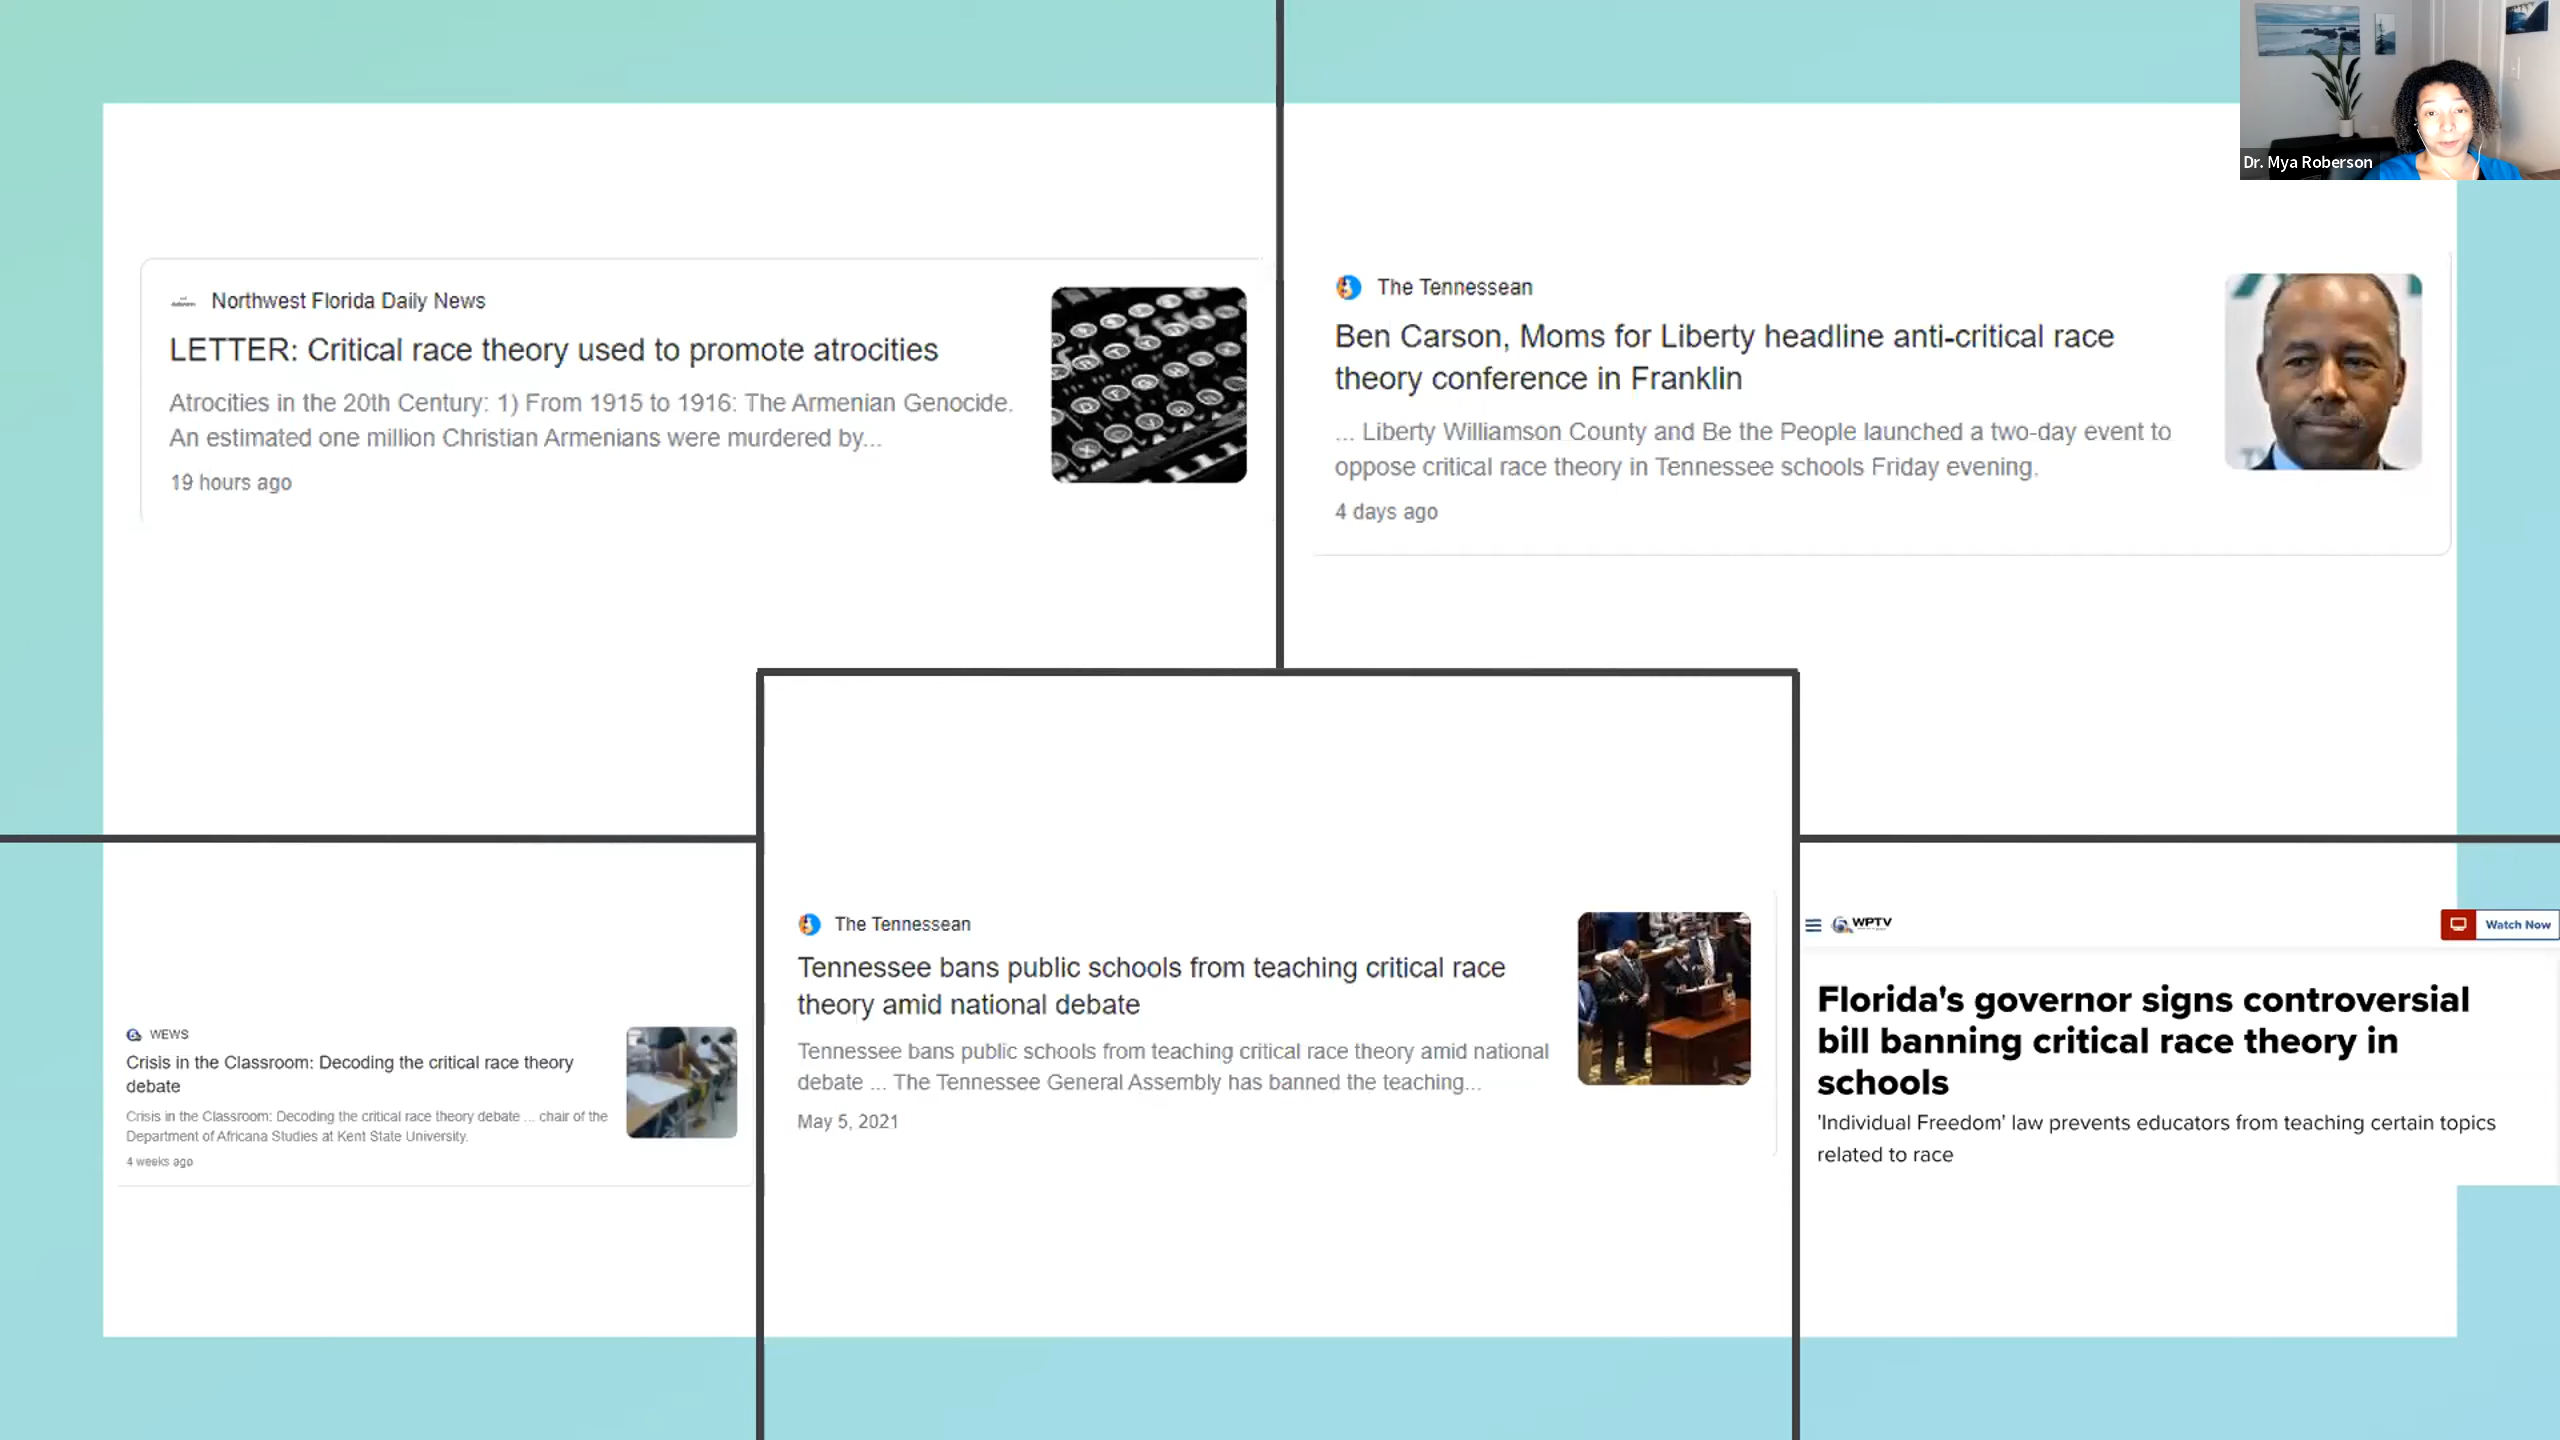 Dr. Mya Roberson
Northwest Florida Daily News
LETTER: Critical race theory used to promote atrocities
Atrocities in the 20th Century: 1) From 1915 to 1916: The Armenian Genocide.
An estimated one million Christian Armenians were murdered by...
19 hours ago
The Tennessean
Ben Carson, Moms for Liberty headline anti-critical race
theory conference in Franklin
... Liberty Williamson County and Be the People launched a two-day event to
oppose critical race theory in Tennessee schools Friday evening.
4 days ago
WEWS
Crisis in the Classroom: Decoding the critical race theory
debate
Crisis in the Classroom: Decoding the critical race theory debate ... chair of the
Department of Africana Studies at Kent State University.
4 weeks ago
The Tennessean
Tennessee bans public schools from teaching critical race
theory amid national debate
Tennessee bans public schools from teaching critical race theory amid national
debate ... The Tennessee General Assembly has banned the teaching...
May 5, 2021
WPTV
Watch Now
Florida's governor signs controversial
bill banning critical race theory in
schools
'Individual Freedom' law prevents educators from teaching certain topics
related to race